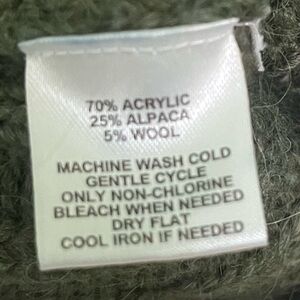 70% ACRYLIC
25% ALPACA
5% WOOL
MACHINE WASH COLD
GENTLE CYCLE
ONLY NON-CHLORINE
BLEACH WHEN NEEDED
DRY FLAT
COOL IRON IF NEEDED